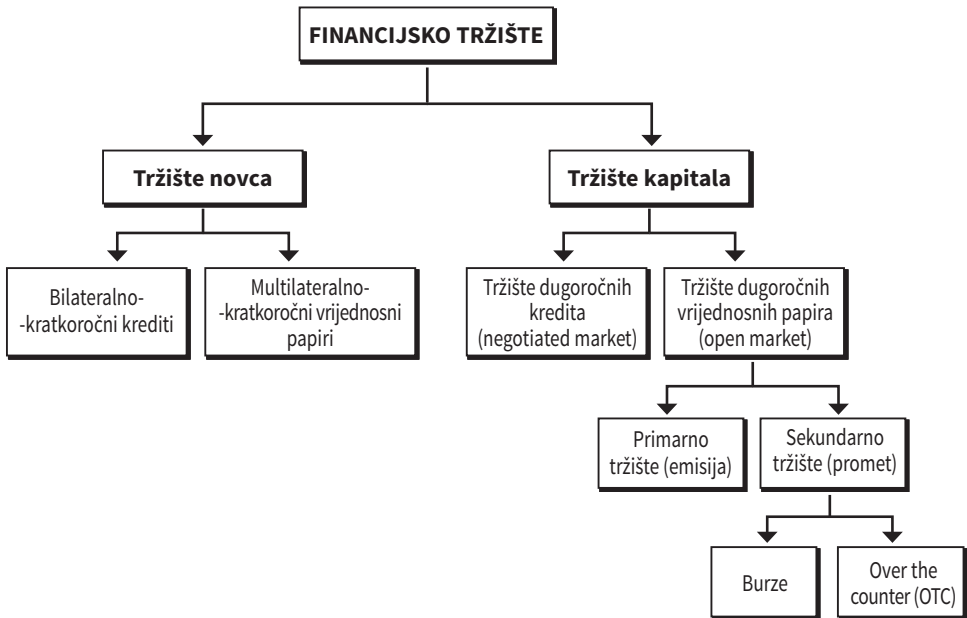 FINANCIJSKO TRŽIŠTE
Tržište novca
Tržište kapitala
Bilateralno-
-kratkoročni krediti
Multilateralno-
-kratkoročni vrijednosni
papiri
Tržište dugoročnih
kredita
(negotiated market)
Tržište dugoročnih
vrijednosnih papira
(open market)
Primarno
tržište (emisija)
Sekundarno
tržište (promet)
Burze
Over the
counter (OTC)